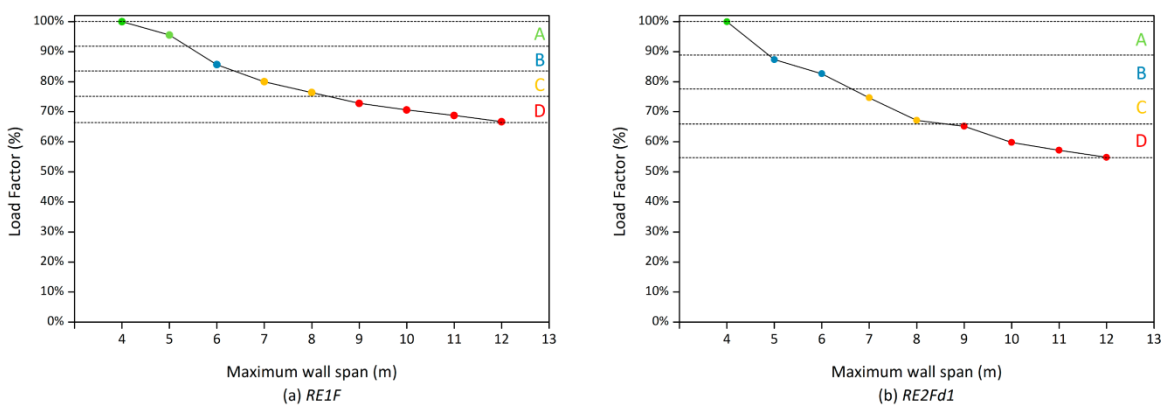 100%
90%
80%
70%
60%
50%
40%
30%
20%
10%
0%
Load Factor (%)
A
B
C
D
4 5 6 7 8 9 10 11 12 13
Maximum wall span (m)
(a) RE1F
100%
90%
80%
70%
60%
50%
40%
30%
20%
10%
0%
Load Factor (%)
A
B
C
D
4 5 6 7 8 9 10 11 12 13
Maximum wall span (m)
(b) RE2Fd1